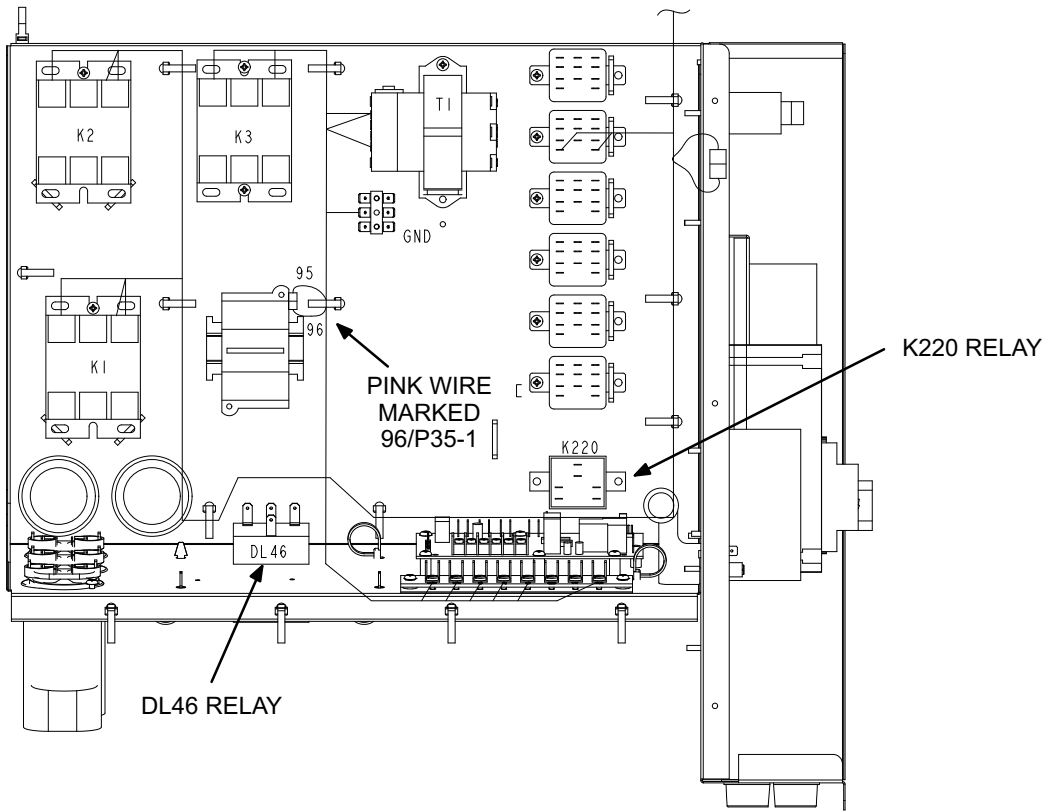 K2
K3
T1
GND
95
96
K1
K220 RELAY
PINK WIRE
MARKED
96/P35-1
K220
DL46
DL46 RELAY